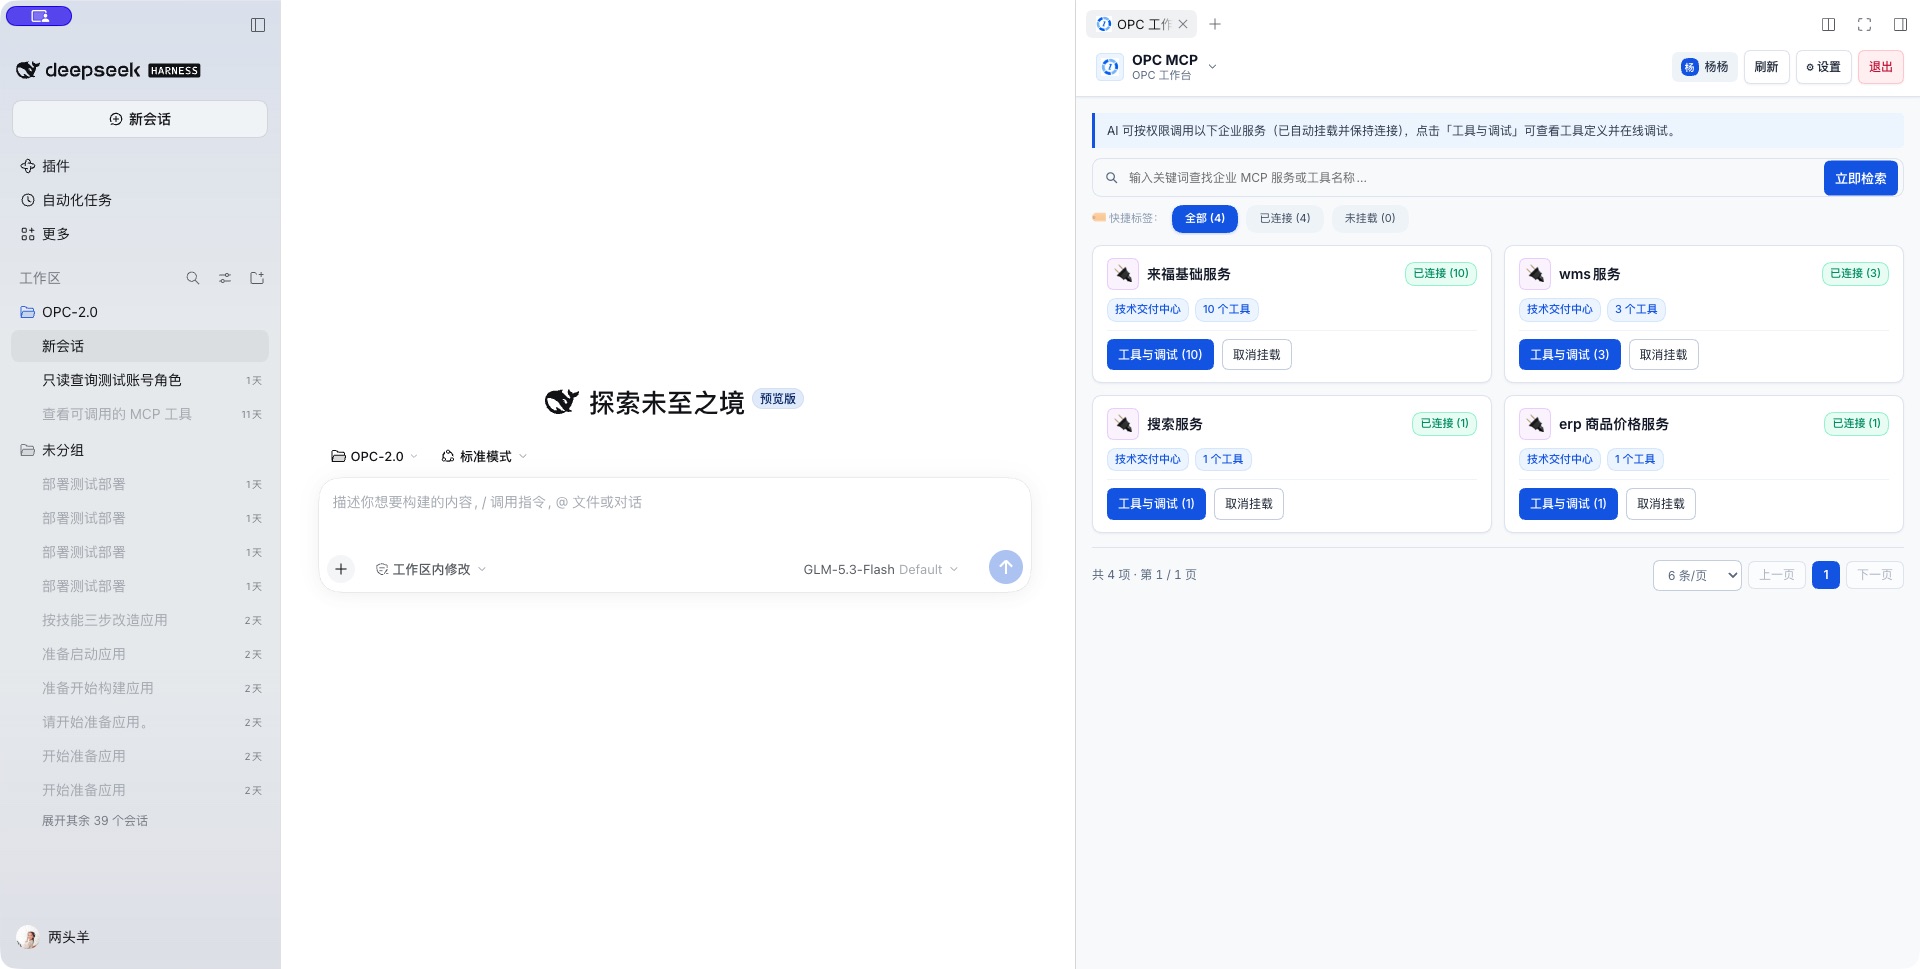 deepseek HARNESS
新会话
插件
自动化任务
更多
工作区
OPC-2.0
新会话
只读查询测试账号角色 1天
查看可调用的 MCP 工具 11天
未分组
部署测试部署 1天
部署测试部署 1天
部署测试部署 1天
部署测试部署 1天
按技能三步改造应用 2天
准备启动应用 2天
准备开始构建应用 2天
请开始准备应用。 2天
开始准备应用 2天
开始准备应用 2天
展开其余 39 个会话
两头羊
探索未至之境 预览版
OPC-2.0 标准模式
描述你想要构建的内容, / 调用指令, @ 文件或对话
工作区内修改 GLM-5.3-Flash Default
OPC 工作
OPC MCP
OPC 工作台
杨 杨杨 刷新 设置 退出
AI 可按权限调用以下企业服务（已自动挂载并保持连接），点击「工具与调试」可查看工具定义并在线调试。
输入关键词查找企业 MCP 服务或工具名称... 立即检索
快捷标签： 全部 (4) 已连接 (4) 未挂载 (0)
来福基础服务 已连接 (10)
技术交付中心 10 个工具
工具与调试 (10) 取消挂载
wms服务 已连接 (3)
技术交付中心 3 个工具
工具与调试 (3) 取消挂载
搜索服务 已连接 (1)
技术交付中心 1 个工具
工具与调试 (1) 取消挂载
erp 商品价格服务 已连接 (1)
技术交付中心 1 个工具
工具与调试 (1) 取消挂载
共 4 项 · 第 1 / 1 页 6 条/页 上一页 1 下一页